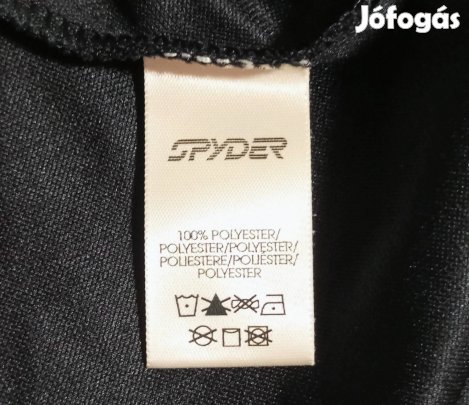 Jófogás
SPYDER
100% POLYESTER/
POLYESTER/POLYESTER/
POLIESTERE/POLIÉSTER/
POLYESTER